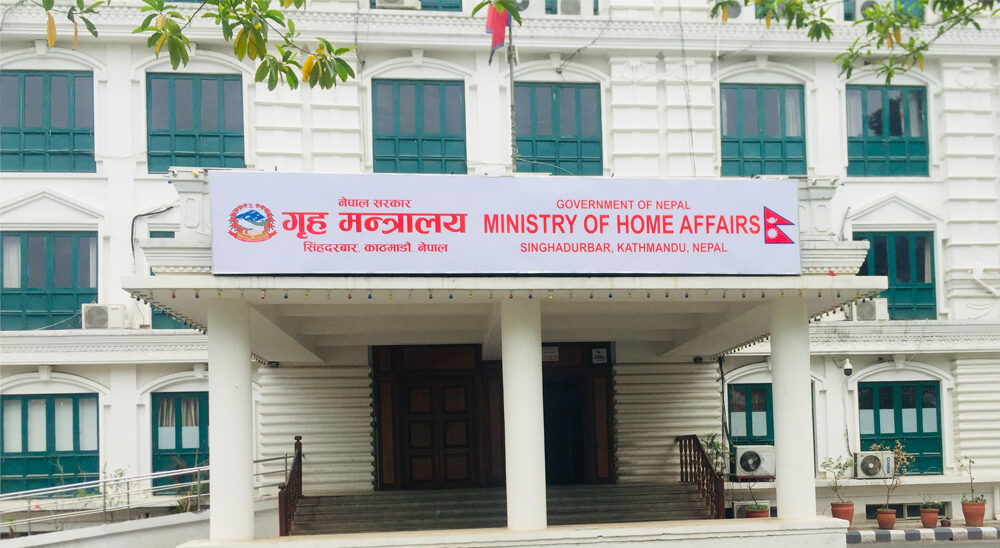 नेपाल सरकार
गृह मन्त्रालय
सिंहदरबार, काठमाडौं, नेपाल
GOVERNMENT OF NEPAL
MINISTRY OF HOME AFFAIRS
SINGHADURBAR, KATHMANDU, NEPAL